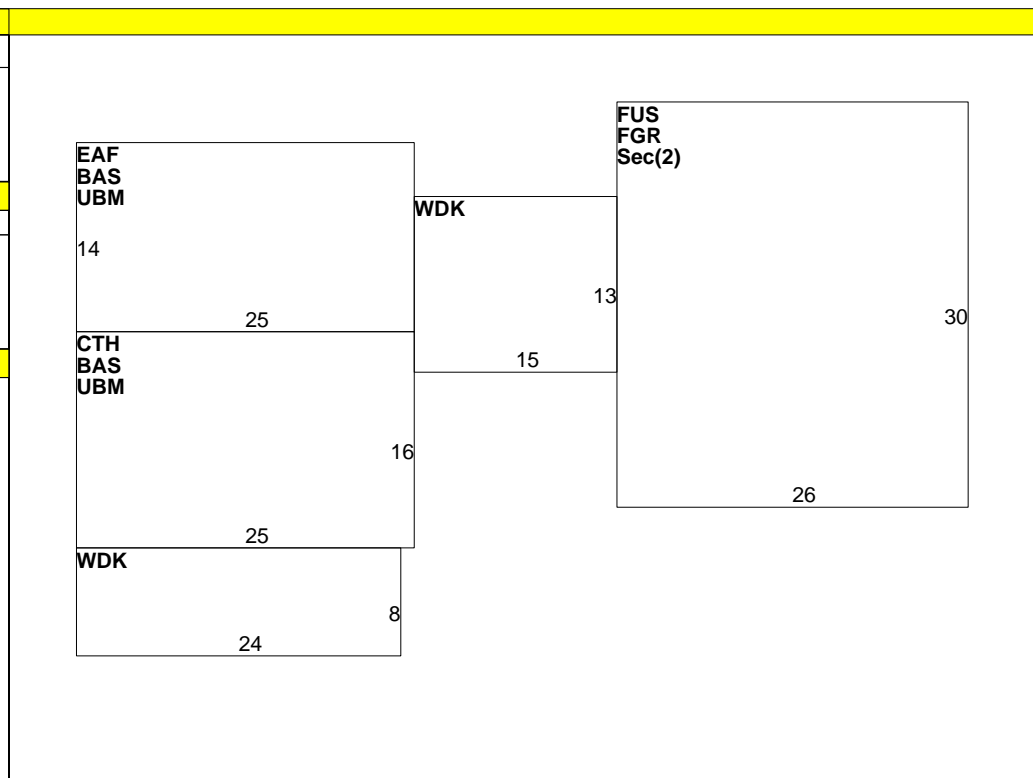 EAF
BAS
UBM
14
25
CTH
BAS
UBM
16
25
WDK
8
24
WDK
13
15
FUS
FGR
Sec(2)
30
26